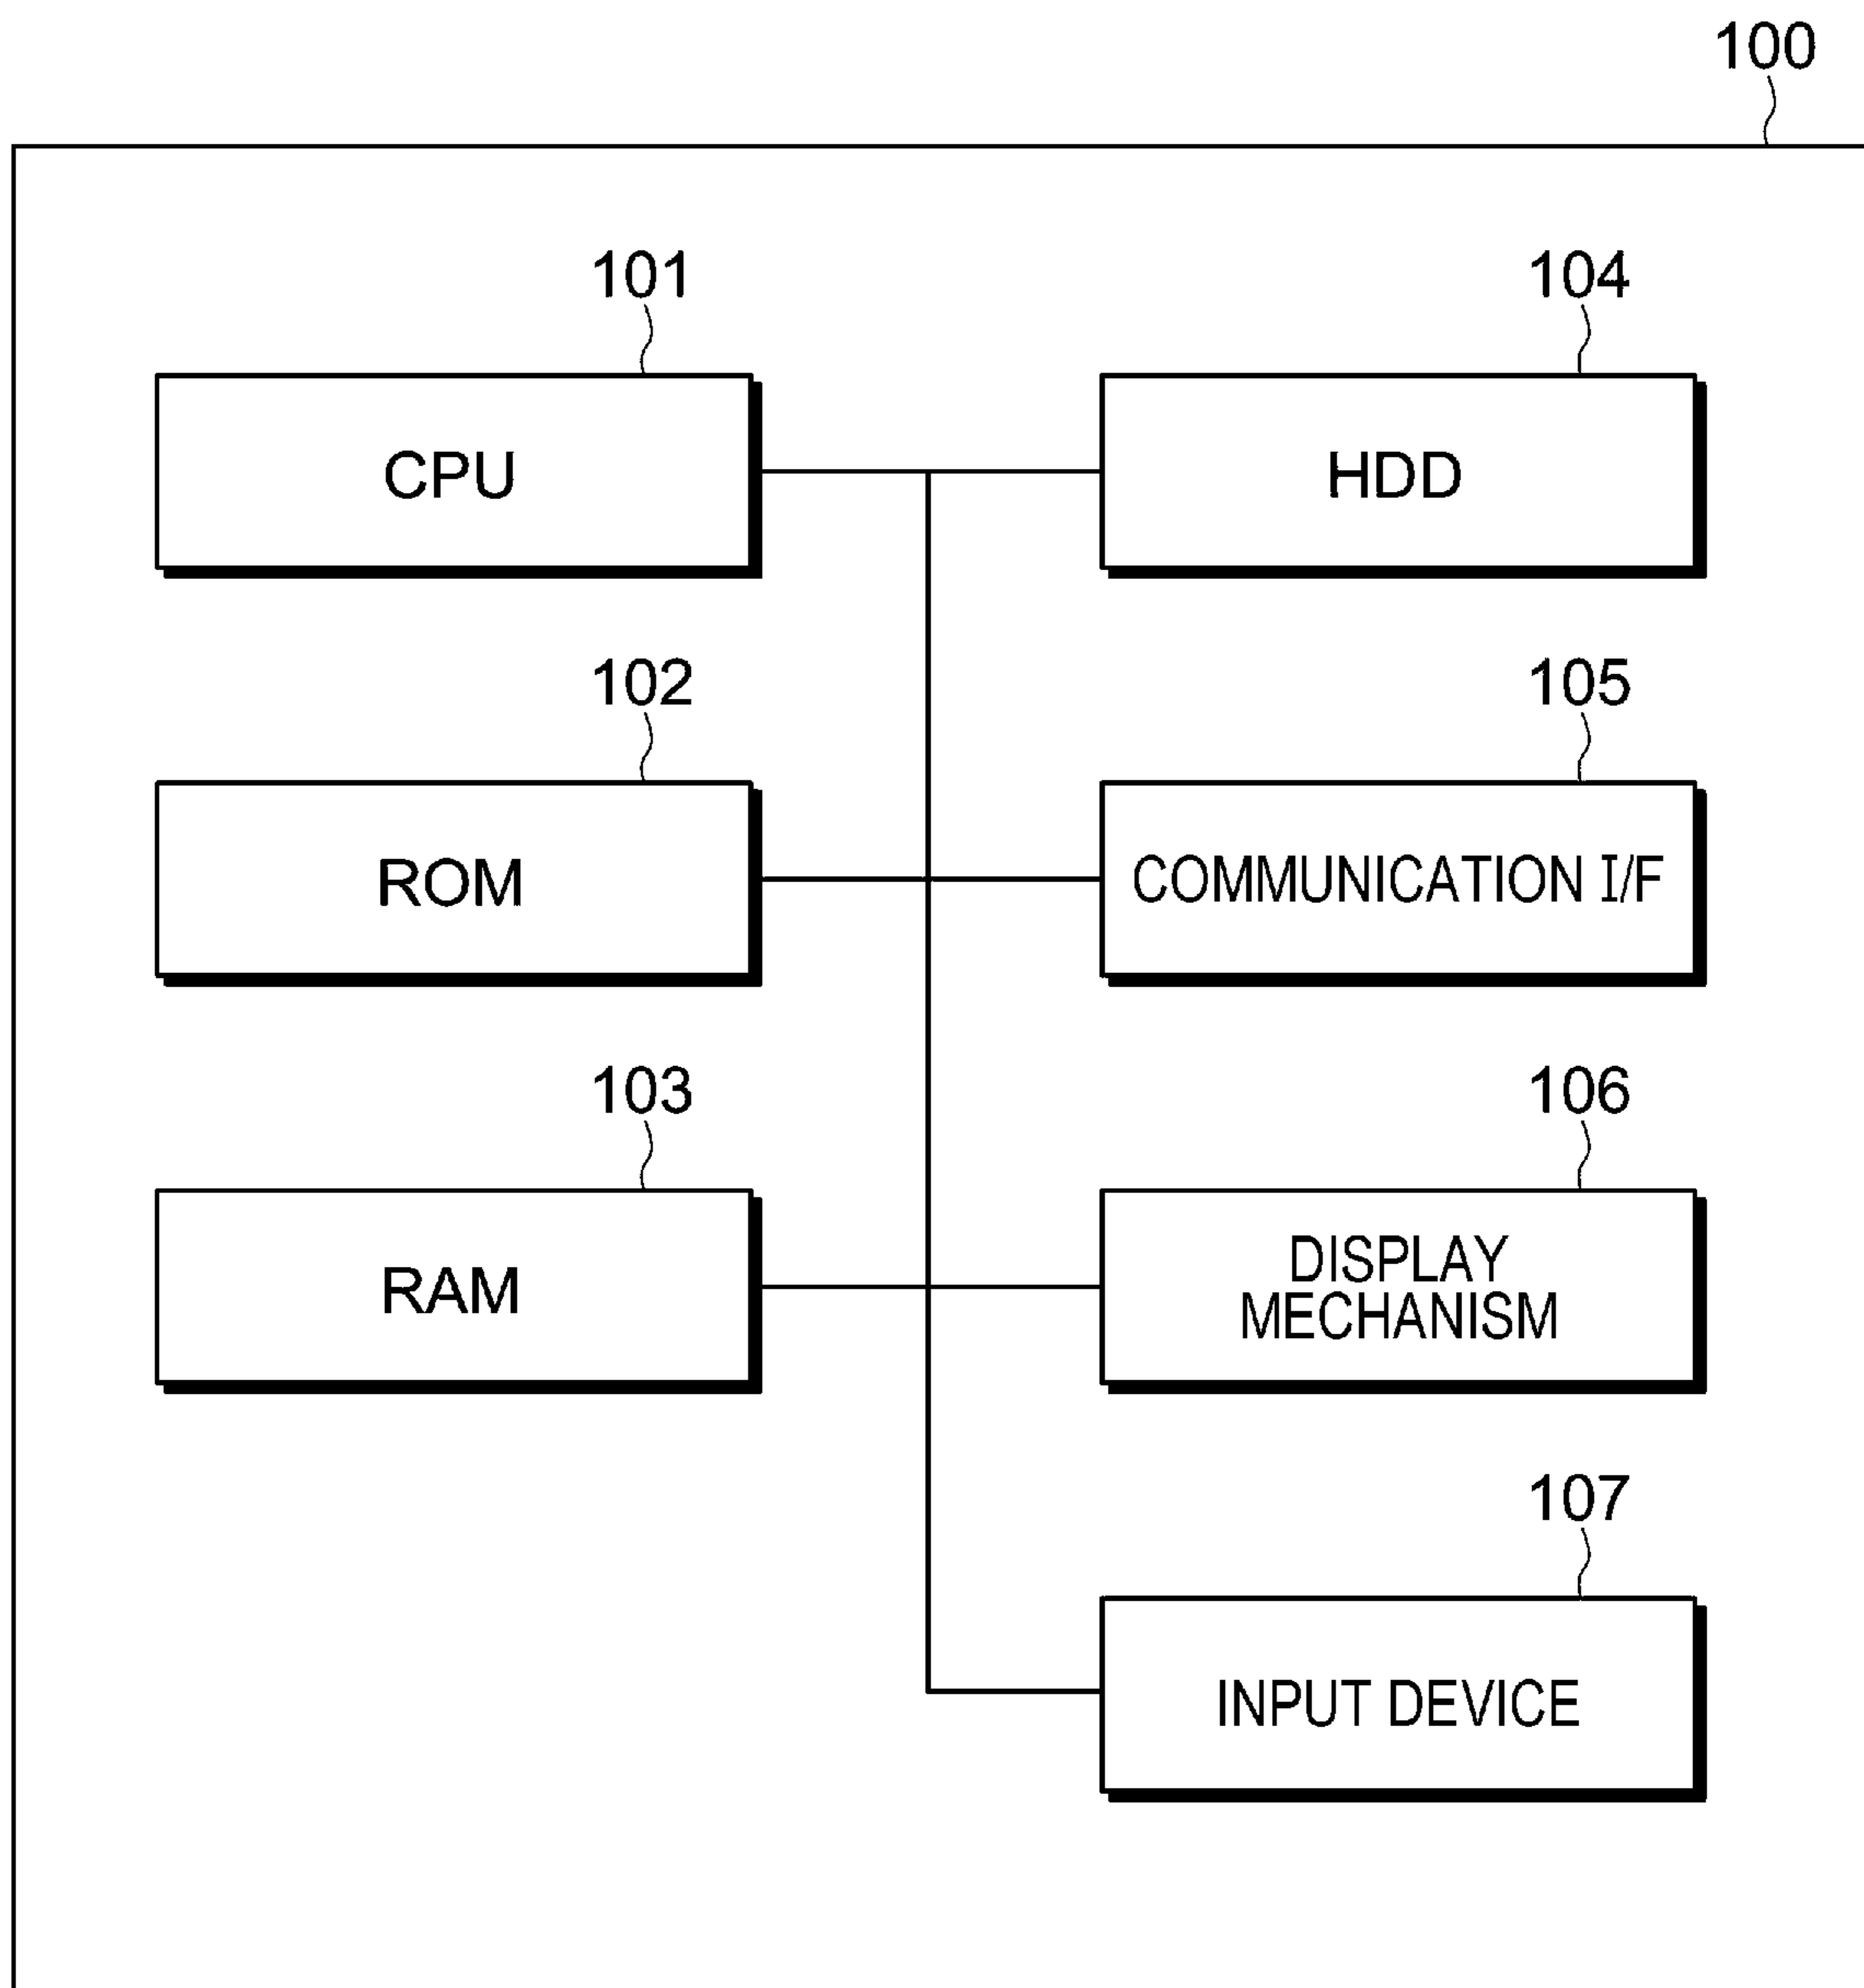 100
101
CPU
104
HDD
102
ROM
105
COMMUNICATION I/F
103
RAM
106
DISPLAY
MECHANISM
107
INPUT DEVICE